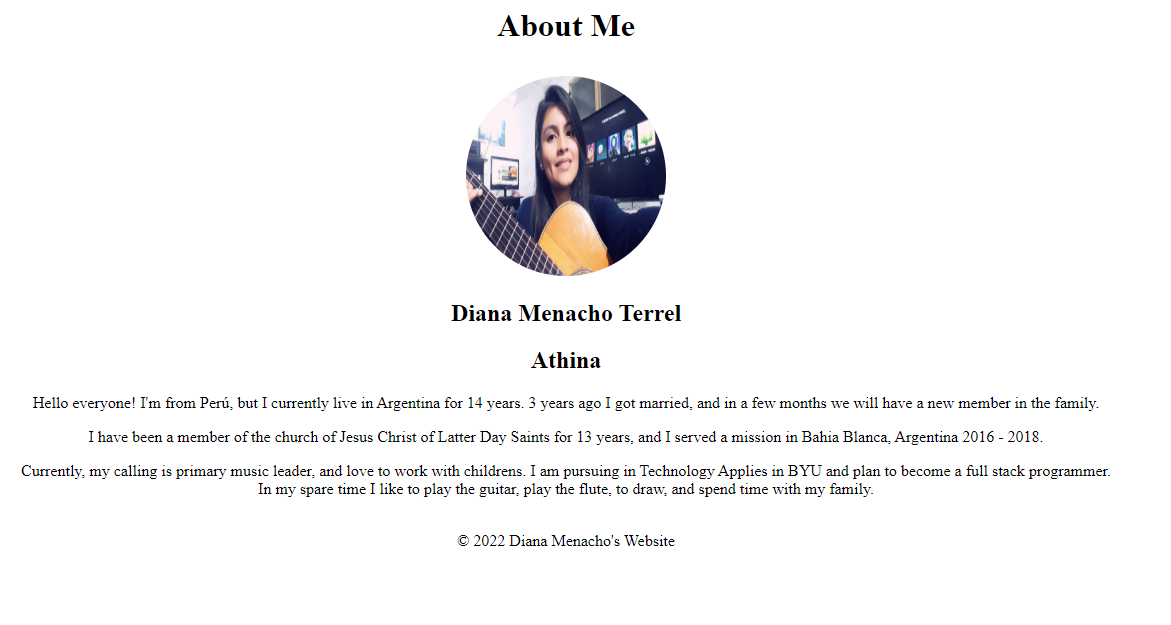 About Me
Diana Menacho Terrel
Athina
Hello everyone! I'm from Perú, but I currently live in Argentina for 14 years. 3 years ago I got married, and in a few months we will have a new member in the family.
I have been a member of the church of Jesus Christ of Latter Day Saints for 13 years, and I served a mission in Bahia Blanca, Argentina 2016 - 2018.
Currently, my calling is primary music leader, and love to work with childrens. I am pursuing in Technology Applies in BYU and plan to become a full stack programmer.
In my spare time I like to play the guitar, play the flute, to draw, and spend time with my family.
© 2022 Diana Menacho's Website